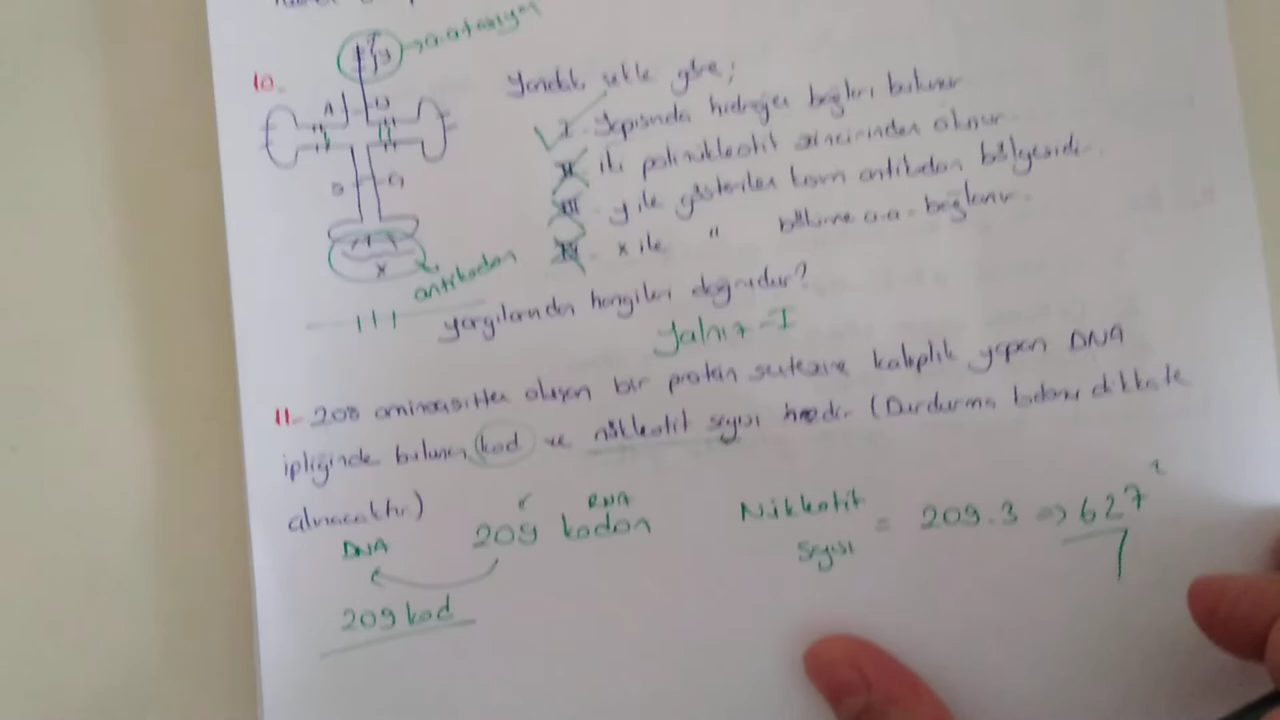 a.a taşıyor
10.
y
Yandaki şekle göre;
A
U
I. Yapısında hidrojen bağları bulunur
II. iki polinükleotit zincirinden oluşur.
III. y ile gösterilen kısım antikodon bölgesidir.
IV. x ile " bölüme a.a. bağlanır.
G
x
antikodon
yargılarından hangileri doğrudur?
Yalnız-I
11.- 208 aminoasitten oluşan bir protein sentezine kalıplık yapan DNA
ipliğinde bulunan kod ve nükleotit sayısı nedir (Durdurma kodonu dikkate
alınacaktır.)
RNA
209 kodon
DNA
209 kod
Nükleotit
sayısı = 209.3 => 627